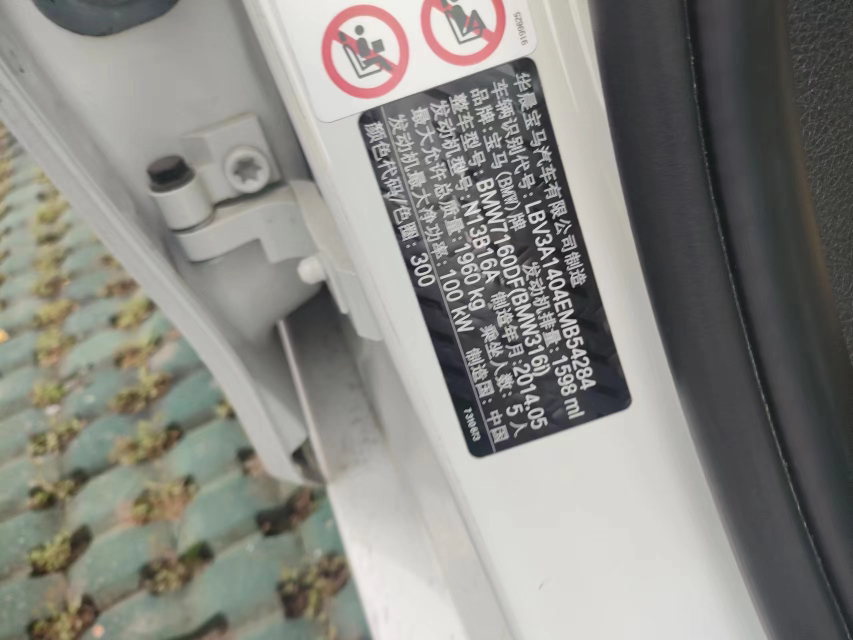 9199625
华晨宝马汽车有限公司制造
车辆识别代号: LBV3A1404EMB54284
品牌: 宝马(BMW)牌 发动机排量: 1598 ml
整车型号: BMW7160DF(BMW316i)
发动机型号: N13B16A 制造年月: 2014.05
最大允许总质量: 1960 kg 乘坐人数: 5人
发动机最大净功率: 100 kW 制造国: 中国
颜色代码/色圈: 300